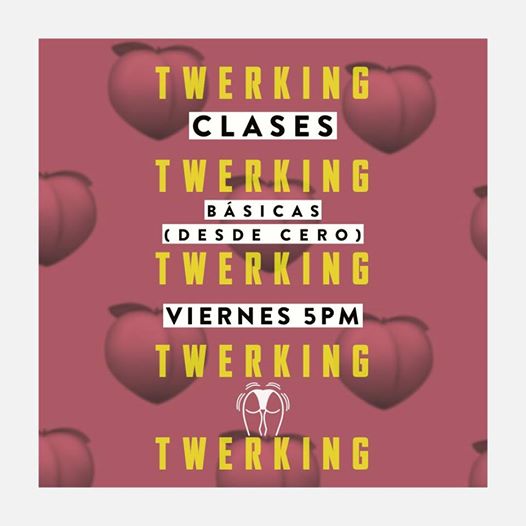 TWERKING
CLASES
TWERKING
BÁSICAS
(DESDE CERO)
TWERKING
VIERNES 5PM
TWERKING
TWERKING